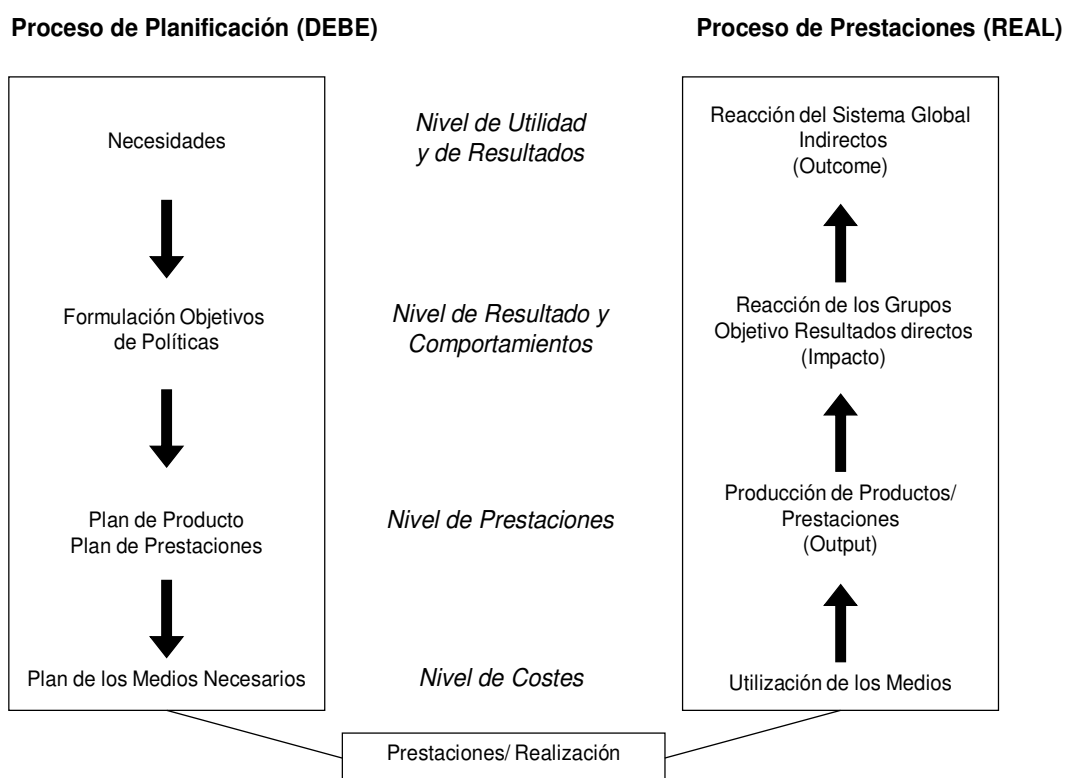 Proceso de Planificación (DEBE)
Proceso de Prestaciones (REAL)
Necesidades
Formulación Objetivos
de Políticas
Plan de Producto
Plan de Prestaciones
Plan de los Medios Necesarios
Nivel de Utilidad
y de Resultados
Nivel de Resultado y
Comportamientos
Nivel de Prestaciones
Nivel de Costes
Reacción del Sistema Global
Indirectos
(Outcome)
Reacción de los Grupos
Objetivo Resultados directos
(Impacto)
Producción de Productos/
Prestaciones
(Output)
Utilización de los Medios
Prestaciones/ Realización